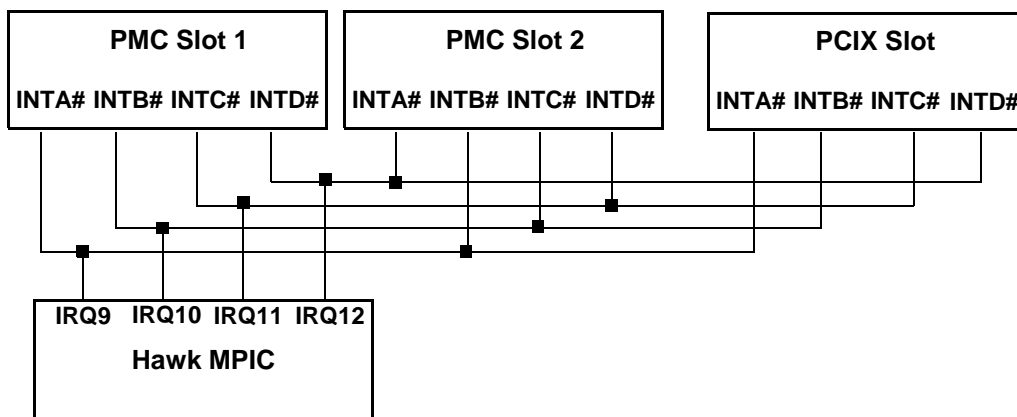 PMC Slot 1
INTA# INTB# INTC# INTD#
PMC Slot 2
INTA# INTB# INTC# INTD#
PCIX Slot
INTA# INTB# INTC# INTD#
IRQ9 IRQ10 IRQ11 IRQ12
Hawk MPIC